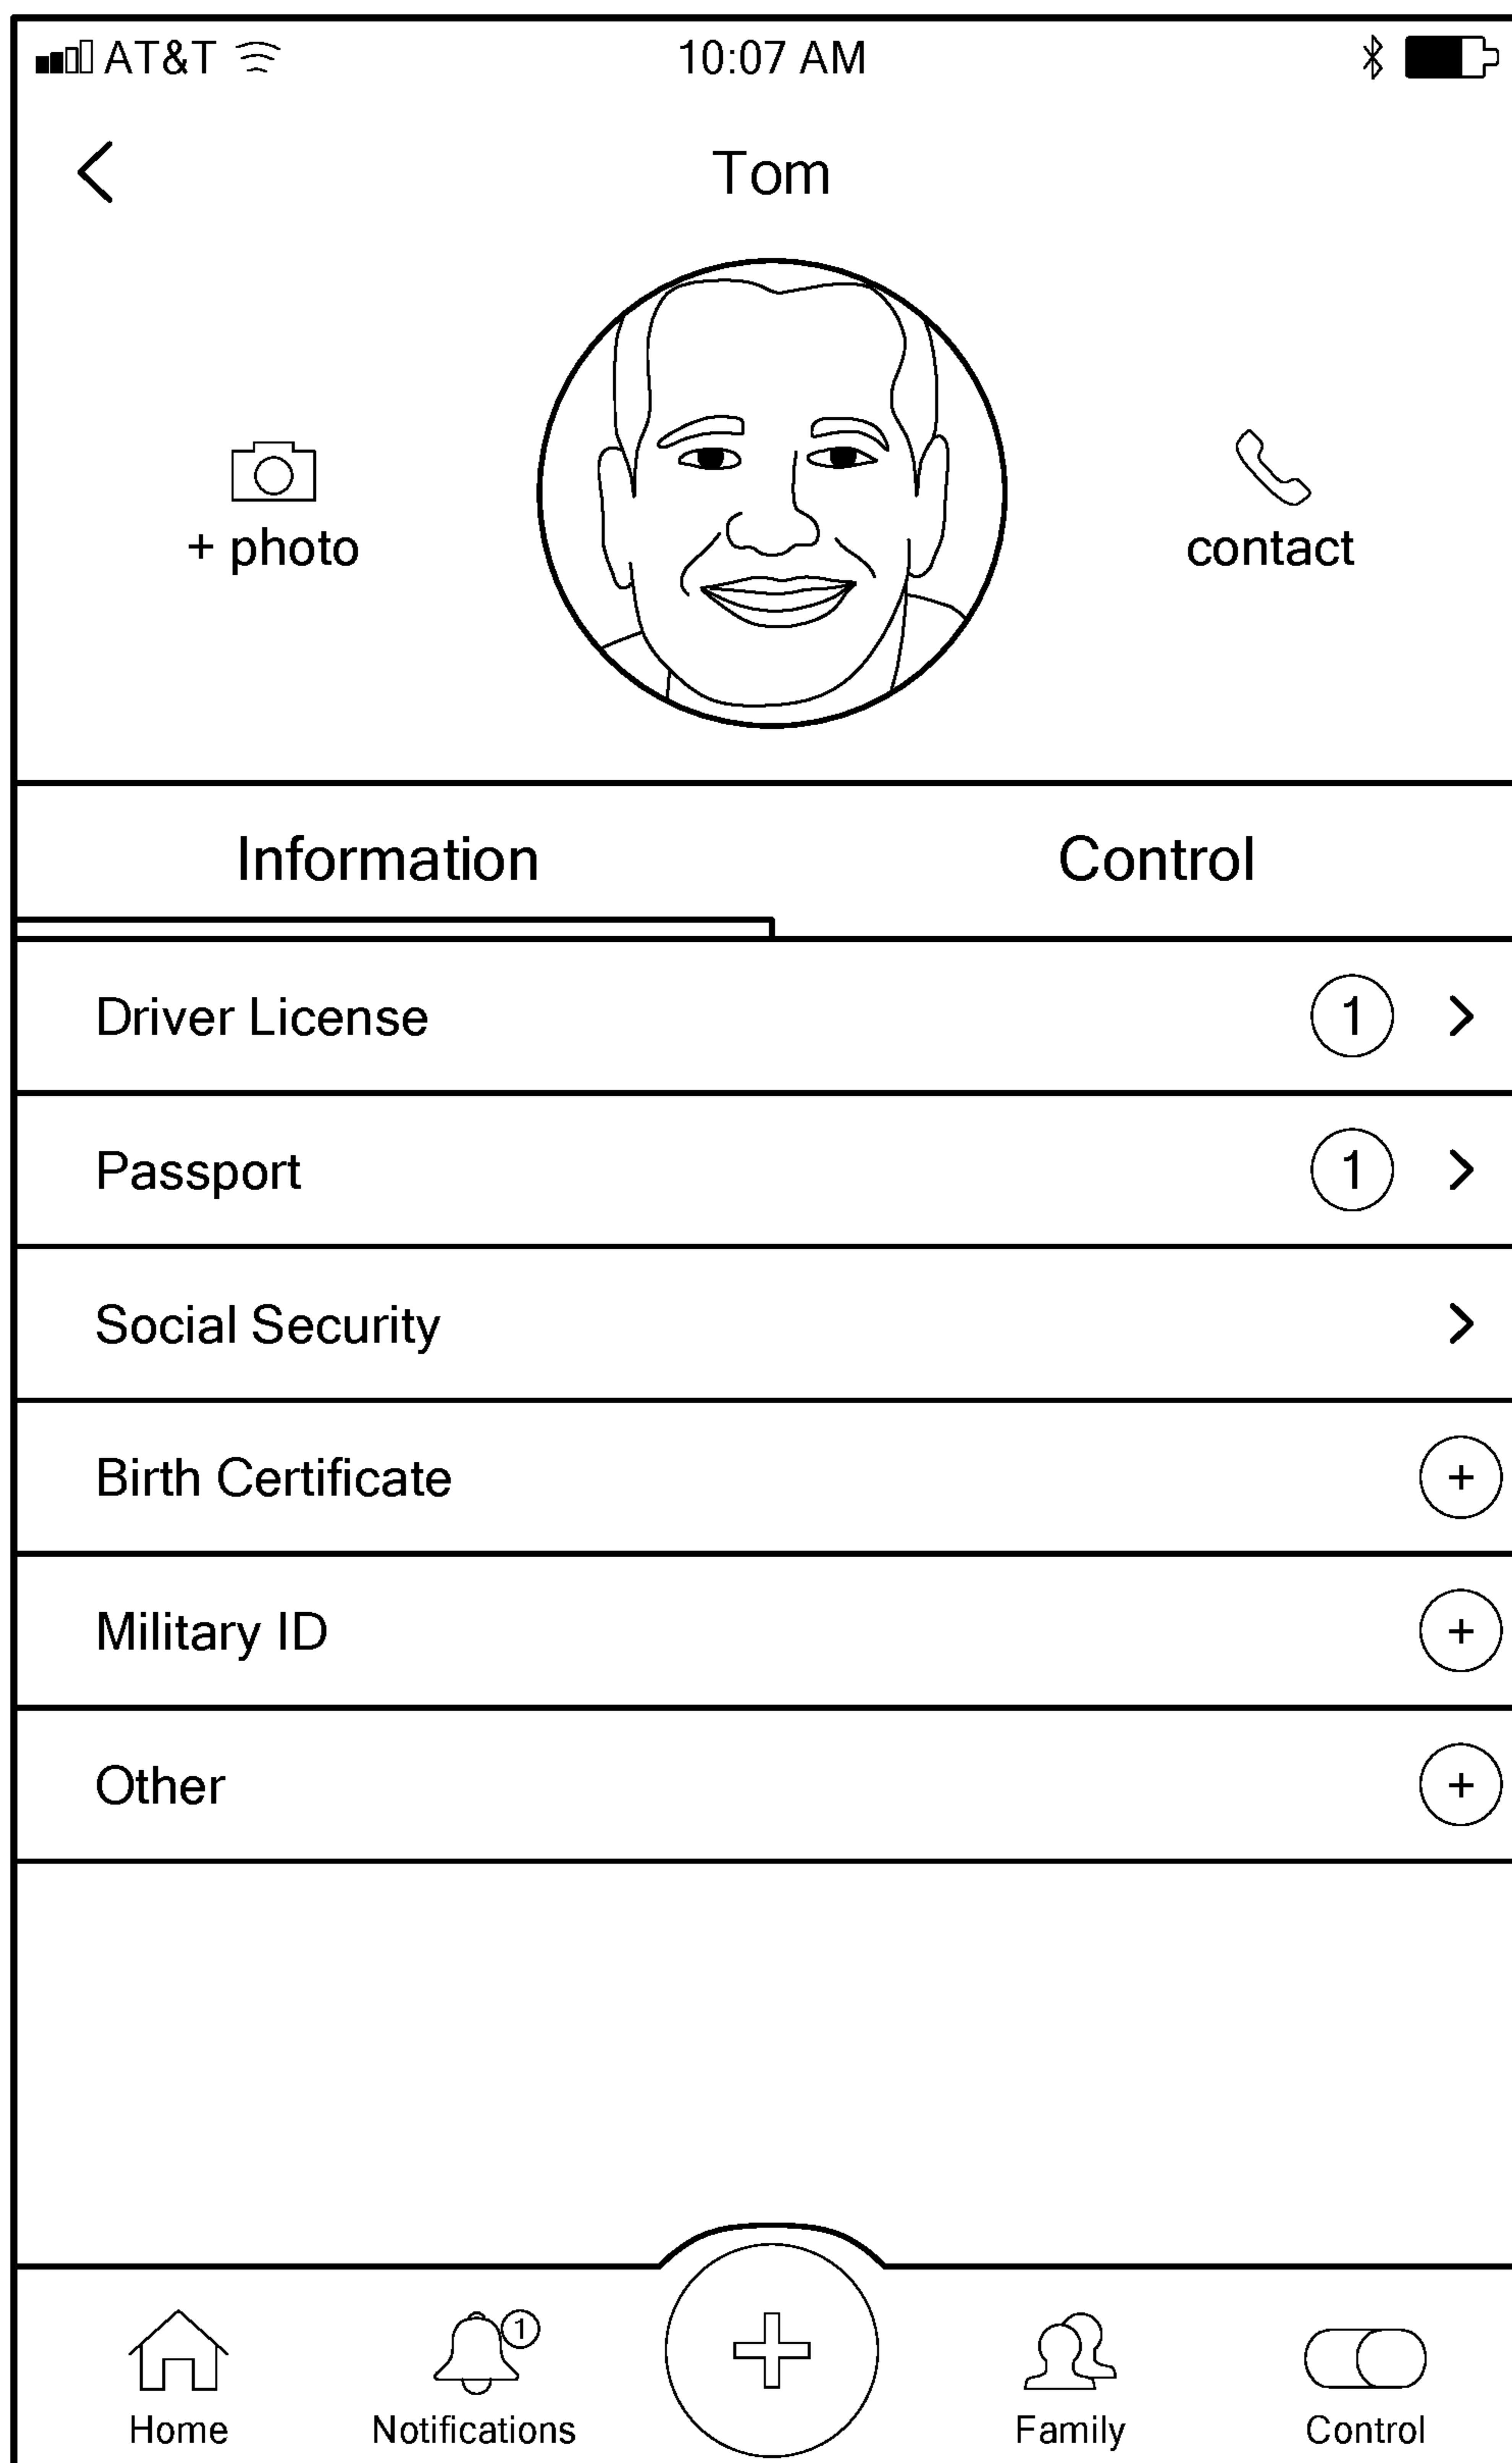 AT&T 10:07 AM
Tom
+ photo contact
Information Control
Driver License 1
Passport 1
Social Security
Birth Certificate +
Military ID +
Other +
1
Home Notifications Family Control